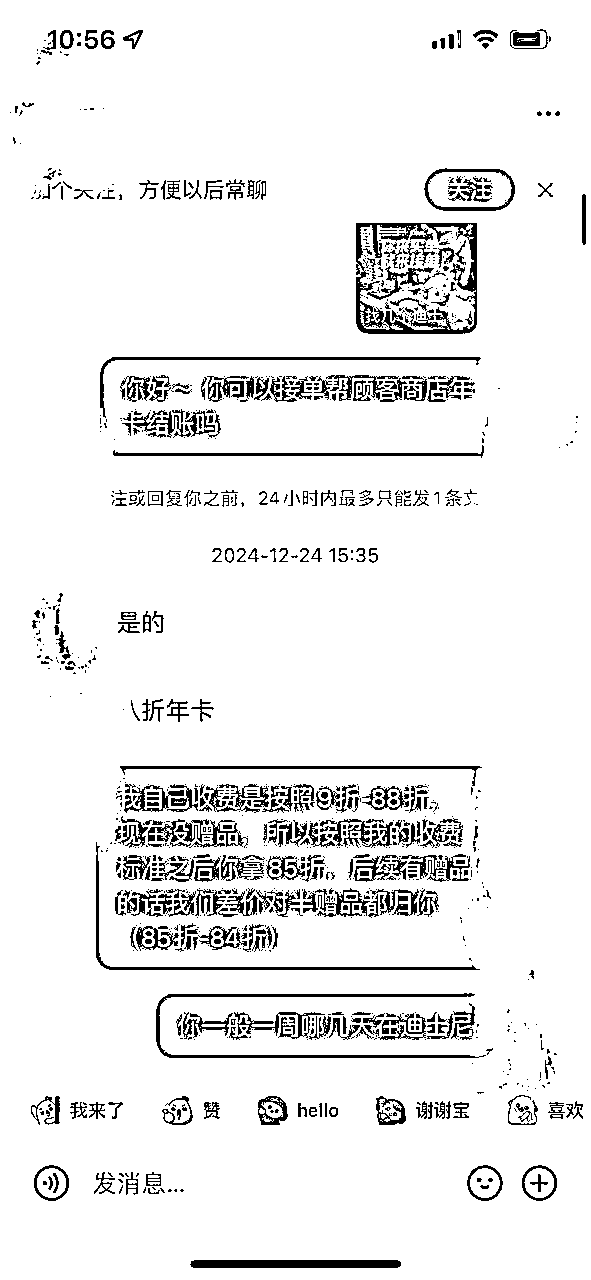 10:56
加个关注，方便以后常聊
关注
你好～ 你可以接单帮顾客商店年
卡结账吗
注或回复你之前，24小时内最多只能发1条文
2024-12-24 15:35
是的
八折年卡
我自己收费是按照9折-88折。
现在没赠品，所以按照我的收费
标准之后你拿85折。后续有赠品
的话我们差价对半赠品都归你
（85折-84折）
你一般一周哪几天在迪士尼
我来了
赞
hello
谢谢宝
喜欢
发消息...